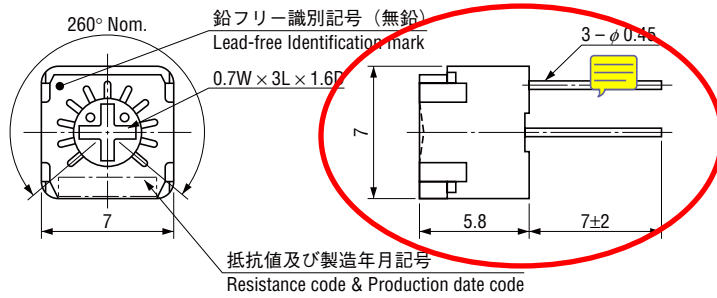 260° Nom.
鉛フリー識別記号（無鉛）
Lead-free Identification mark
0.7W × 3L × 1.6D
3 – φ 0.45
7
7
5.8
7±2
抵抗値及び製造年月記号
Resistance code & Production date code